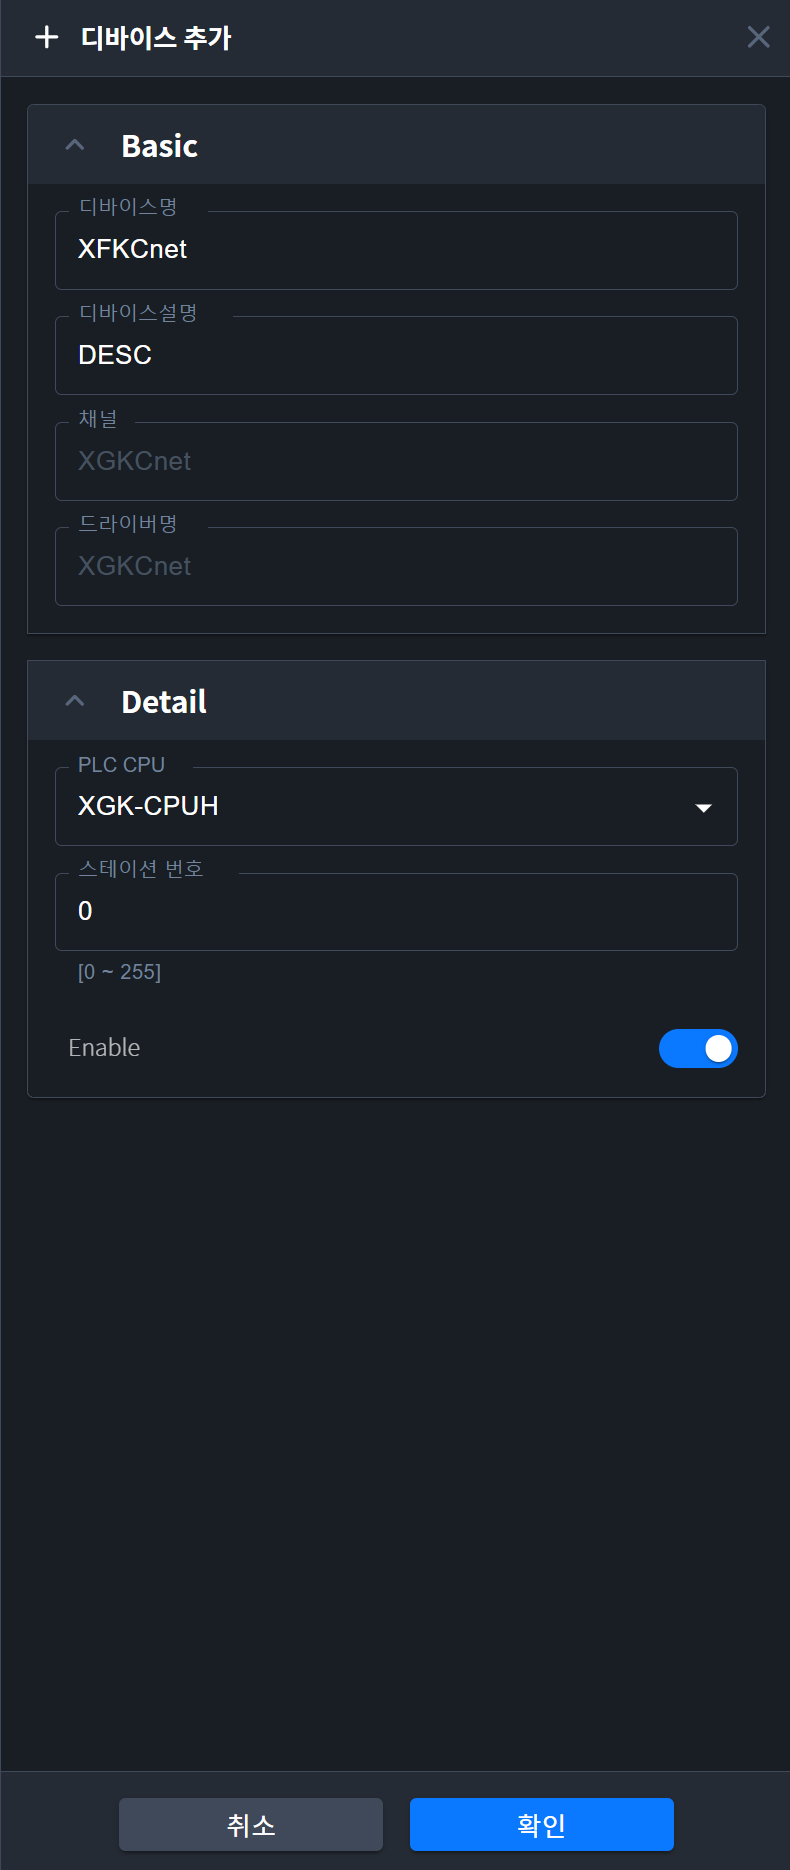 디바이스 추가
Basic
디바이스명
XFKCnet
디바이스설명
DESC
채널
XGKCnet
드라이버명
XGKCnet
Detail
PLC CPU
XGK-CPUH
스테이션 번호
0
[0 ~ 255]
Enable
취소
확인